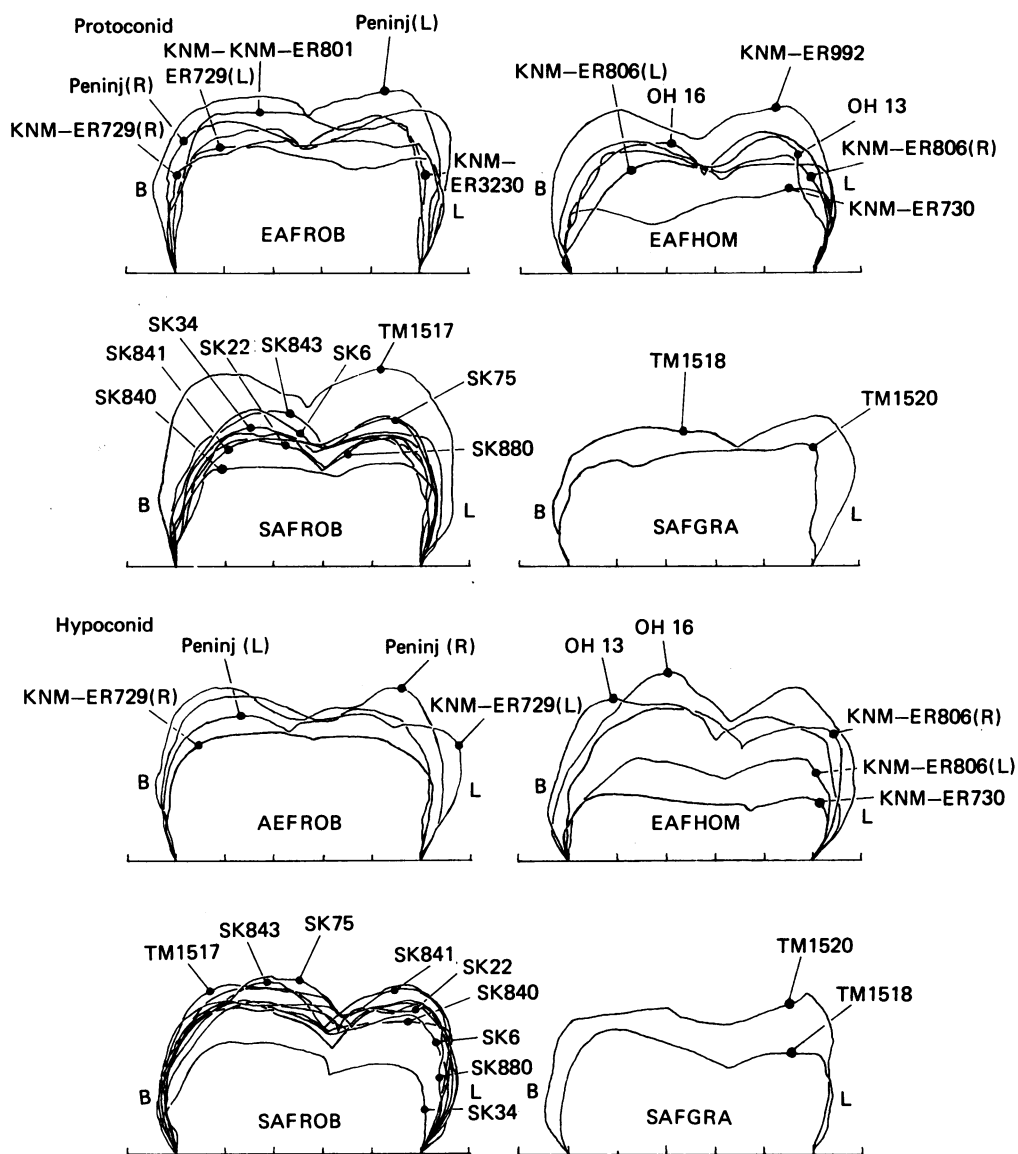 Protoconid
Peninj(L)
KNM– KNM–ER801
ER729(L)
Peninj(R)
KNM–ER729(R)
KNM–
ER3230
B
L
EAFROB
KNM–ER992
KNM–ER806(L)
OH 16
OH 13
KNM–ER806(R)
B
L
KNM–ER730
EAFHOM
SK34
TM1517
SK22
SK843
SK6
SK841
SK75
SK840
SK880
B
L
SAFROB
TM1518
TM1520
B
L
SAFGRA
Hypoconid
Peninj (L)
Peninj (R)
KNM–ER729(R)
KNM–ER729(L)
B
L
AEFROB
OH 16
OH 13
KNM–ER806(R)
KNM–ER806(L)
KNM–ER730
B
L
EAFHOM
SK75
SK843
TM1517
SK841
SK22
SK840
SK6
SK880
SK34
B
L
SAFROB
TM1520
TM1518
B
L
SAFGRA